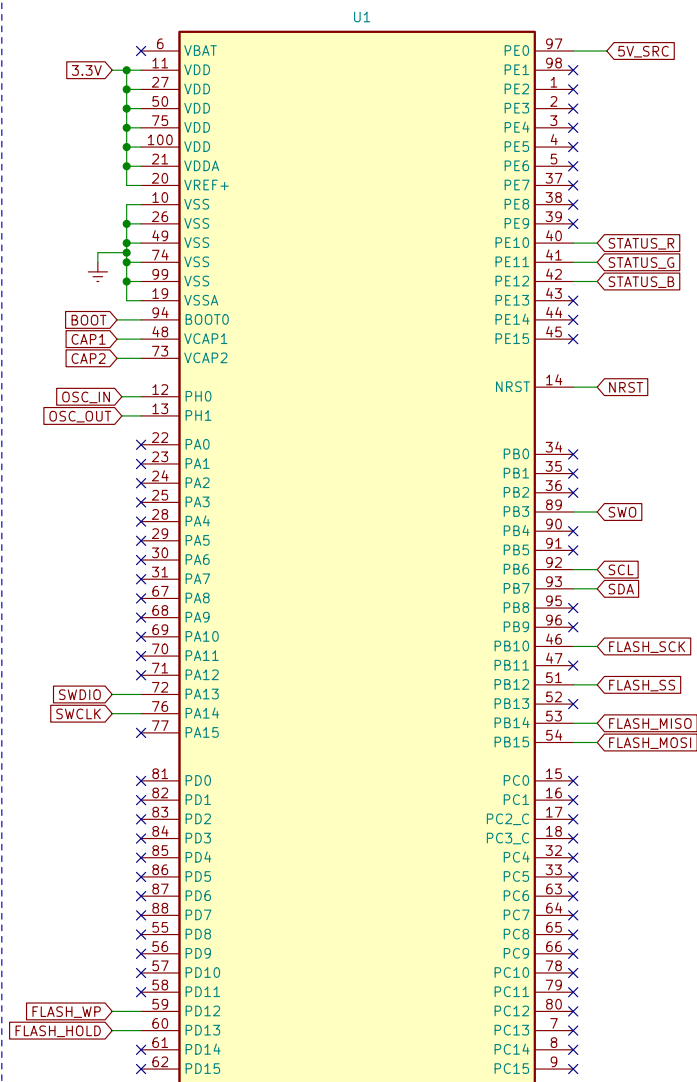 U1
6 VBAT PE0 97 5V_SRC
3.3V 11 VDD PE1 98
27 VDD PE2 1
50 VDD PE3 2
75 VDD PE4 3
100 VDD PE5 4
21 VDDA PE6 5
20 VREF+ PE7 37
10 VSS PE8 38
26 VSS PE9 39
49 VSS PE10 40 STATUS_R
74 VSS PE11 41 STATUS_G
99 VSS PE12 42 STATUS_B
19 VSSA PE13 43
BOOT 94 BOOT0 PE14 44
CAP1 48 VCAP1 PE15 45
CAP2 73 VCAP2
NRST 14 NRST
OSC_IN 12 PH0
OSC_OUT 13 PH1
22 PA0 PB0 34
23 PA1 PB1 35
24 PA2 PB2 36
25 PA3 PB3 89 SWO
28 PA4 PB4 90
29 PA5 PB5 91
30 PA6 PB6 92 SCL
31 PA7 PB7 93 SDA
67 PA8 PB8 95
68 PA9 PB9 96
69 PA10 PB10 46 FLASH_SCK
70 PA11 PB11 47
71 PA12 PB12 51 FLASH_SS
SWDIO 72 PA13 PB13 52
SWCLK 76 PA14 PB14 53 FLASH_MISO
77 PA15 PB15 54 FLASH_MOSI
81 PD0 PC0 15
82 PD1 PC1 16
83 PD2 PC2_C 17
84 PD3 PC3_C 18
85 PD4 PC4 32
86 PD5 PC5 33
87 PD6 PC6 63
88 PD7 PC7 64
55 PD8 PC8 65
56 PD9 PC9 66
57 PD10 PC10 78
58 PD11 PC11 79
FLASH_WP 59 PD12 PC12 80
FLASH_HOLD 60 PD13 PC13 7
61 PD14 PC14 8
62 PD15 PC15 9